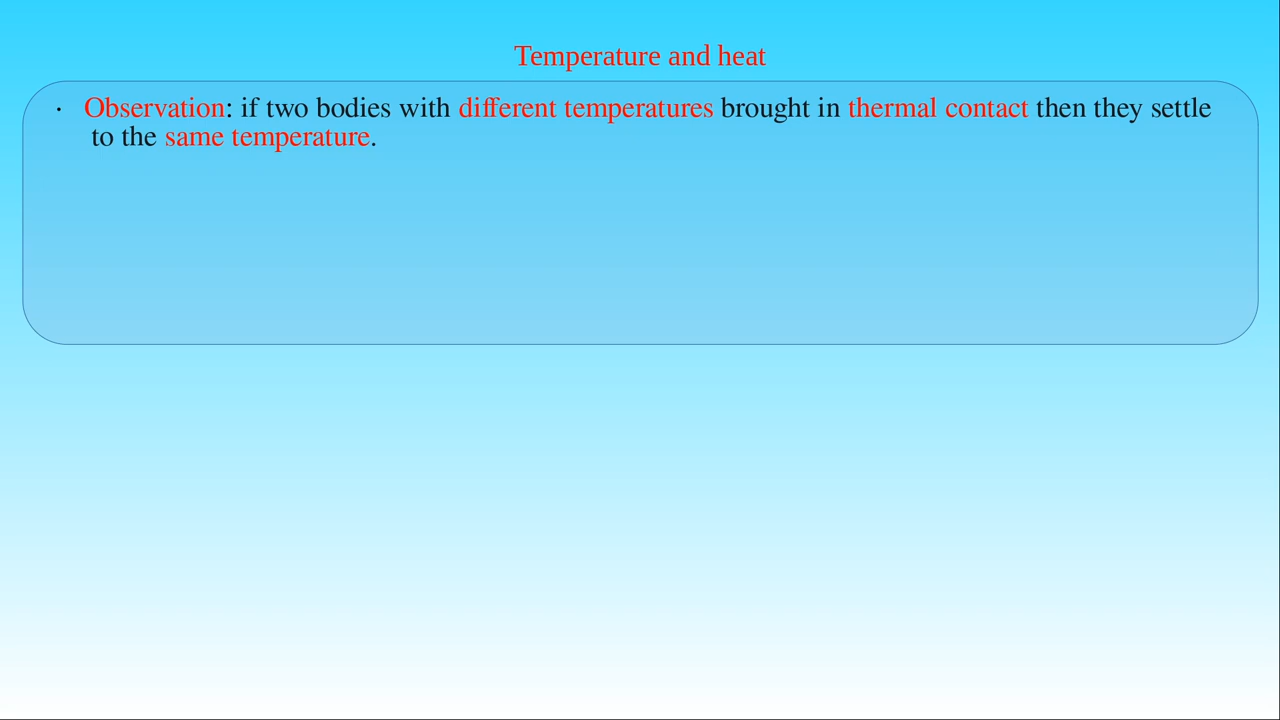 Temperature and heat
· Observation: if two bodies with different temperatures brought in thermal contact then they settle
to the same temperature.